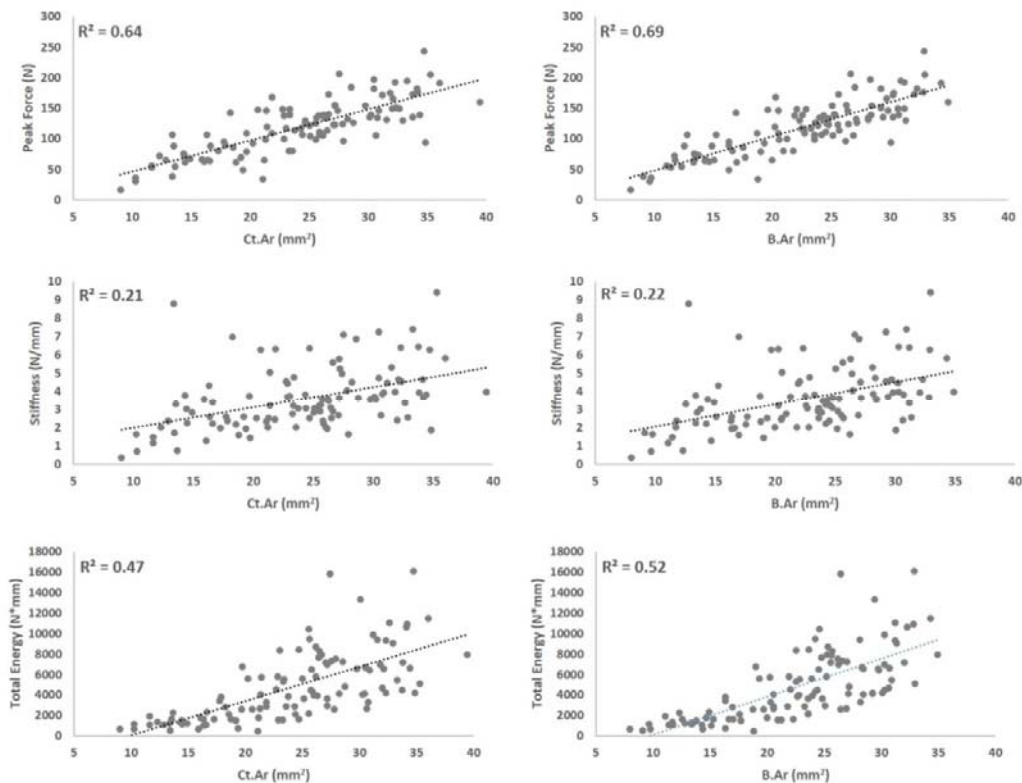 R² = 0.64
Peak Force (N)
300
250
200
150
100
50
0
5 10 15 20 25 30 35 40
Ct.Ar (mm²)
R² = 0.69
Peak Force (N)
300
250
200
150
100
50
0
5 10 15 20 25 30 35 40
B.Ar (mm²)
R² = 0.21
Stiffness (N/mm)
10
9
8
7
6
5
4
3
2
1
0
5 10 15 20 25 30 35 40
Ct.Ar (mm²)
R² = 0.22
Stiffness (N/mm)
10
9
8
7
6
5
4
3
2
1
0
5 10 15 20 25 30 35 40
B.Ar (mm²)
R² = 0.47
Total Energy (N*mm)
18000
16000
14000
12000
10000
8000
6000
4000
2000
0
5 10 15 20 25 30 35 40
Ct.Ar (mm²)
R² = 0.52
Total Energy (N*mm)
18000
16000
14000
12000
10000
8000
6000
4000
2000
0
5 10 15 20 25 30 35 40
B.Ar (mm²)